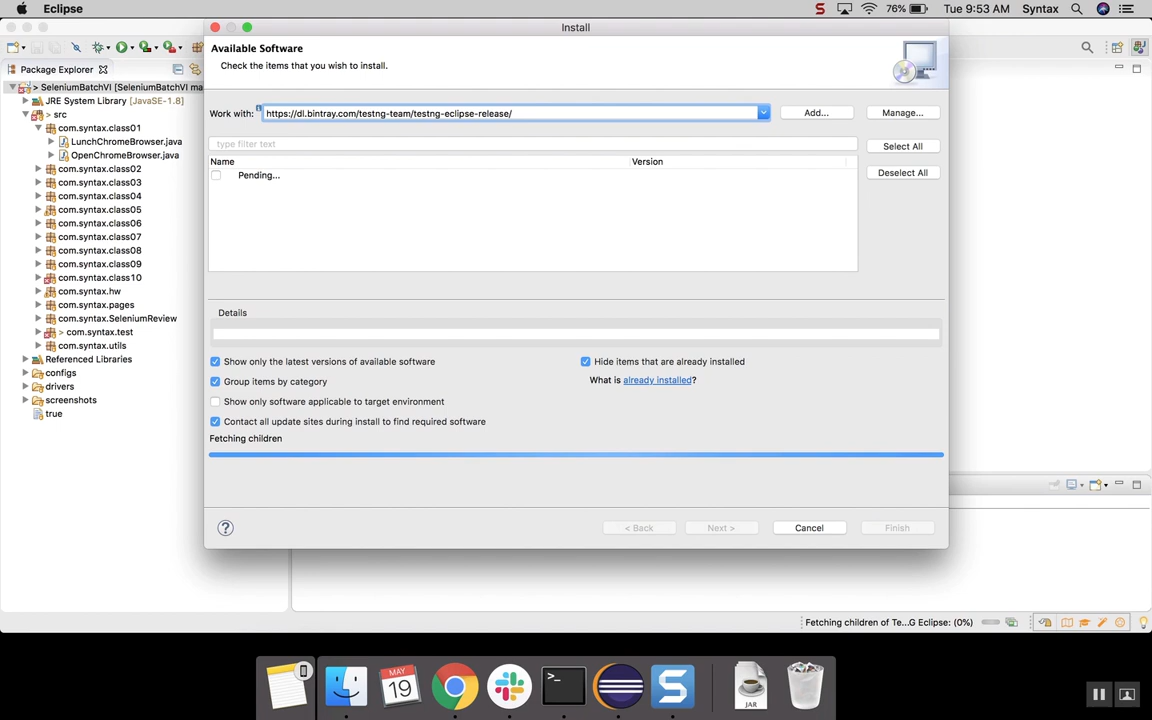 Eclipse
S
76%
Tue 9:53 AM
Syntax
Install
Available Software
Check the items that you wish to install.
Package Explorer
Work with:
https://dl.bintray.com/testng-team/testng-eclipse-release/
Add...
Manage...
type filter text
Select All
Deselect All
Name
Version
Pending...
> SeleniumBatchVI [SeleniumBatchVI ma
JRE System Library [JavaSE-1.8]
> src
com.syntax.class01
LunchChromeBrowser.java
OpenChromeBrowser.java
com.syntax.class02
com.syntax.class03
com.syntax.class04
com.syntax.class05
com.syntax.class06
com.syntax.class07
com.syntax.class08
com.syntax.class09
com.syntax.class10
com.syntax.hw
com.syntax.pages
com.syntax.SeleniumReview
> com.syntax.test
com.syntax.utils
Referenced Libraries
configs
drivers
screenshots
true
Details
Show only the latest versions of available software
Hide items that are already installed
Group items by category
What is already installed?
Show only software applicable to target environment
Contact all update sites during install to find required software
Fetching children
?
< Back
Next >
Cancel
Finish
Fetching children of Te...G Eclipse: (0%)
MAY
19
>_
S
JAR